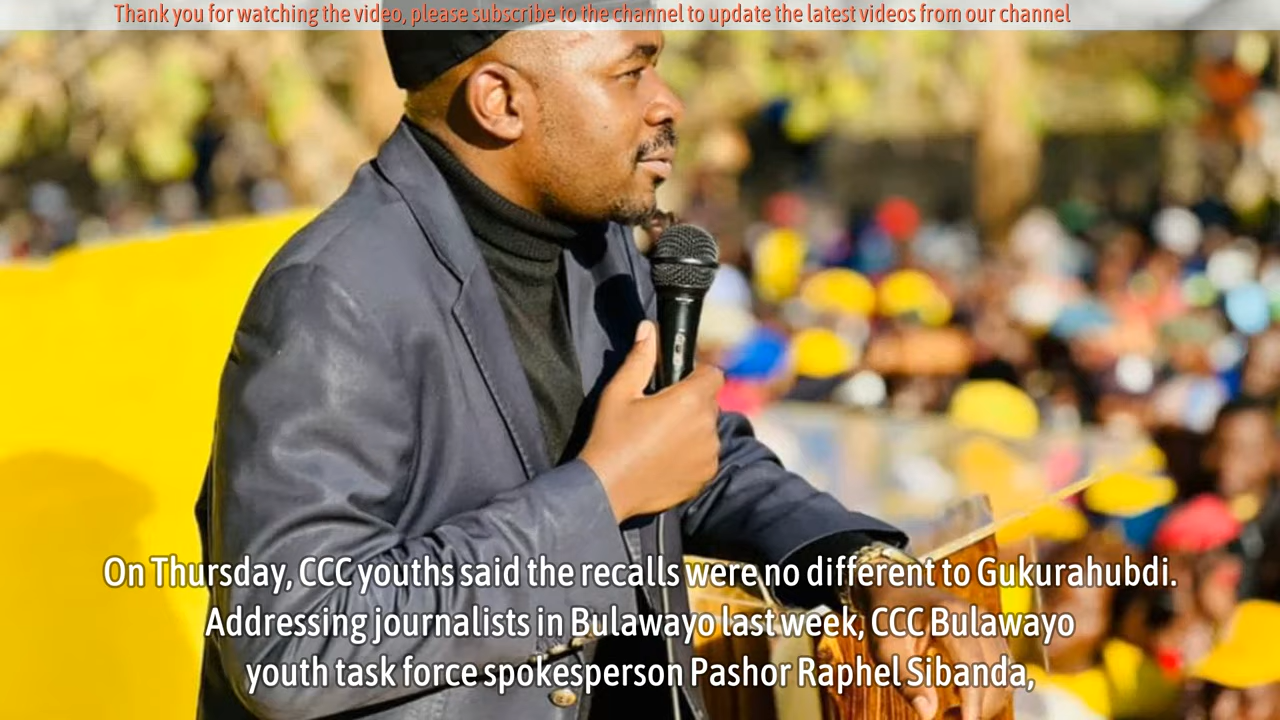 Thank you for watching the video, please subscribe to the channel to update the latest videos from our channel
On Thursday, CCC youths said the recalls were no different to Gukurahubdi.
Addressing journalists in Bulawayo last week, CCC Bulawayo
youth task force spokesperson Pashor Raphel Sibanda,